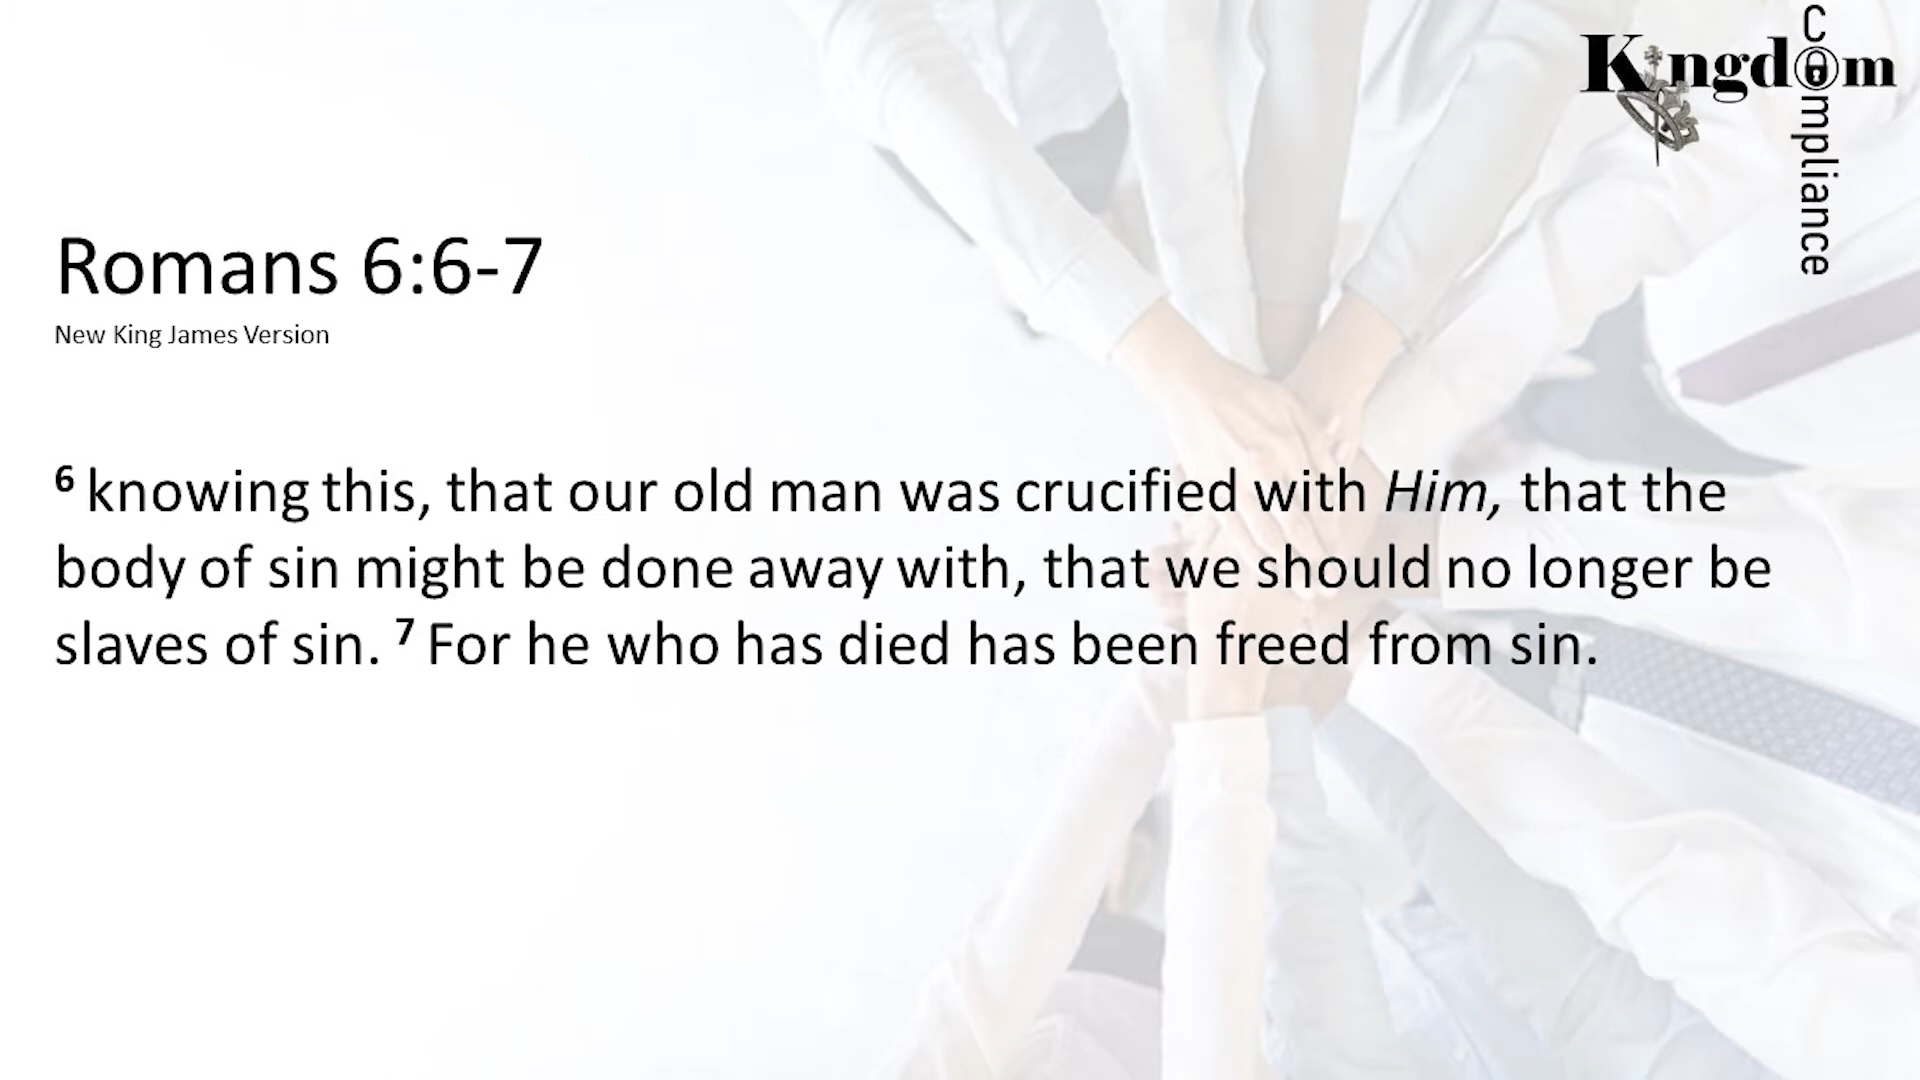 Kingdom
Compliance
Romans 6:6-7
New King James Version
6 knowing this, that our old man was crucified with Him, that the
body of sin might be done away with, that we should no longer be
slaves of sin. 7 For he who has died has been freed from sin.